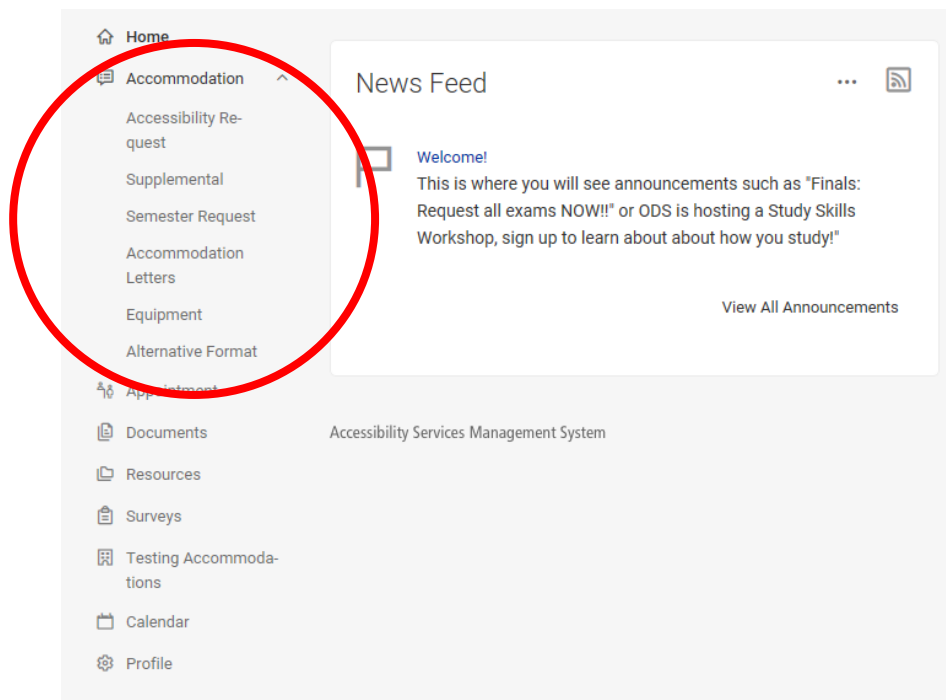 Home
Accommodation
Accessibility Re-
quest
Supplemental
Semester Request
Accommodation
Letters
Equipment
Alternative Format
Appointment
Documents
Resources
Surveys
Testing Accommoda-
tions
Calendar
Profile
News Feed
Welcome!
This is where you will see announcements such as "Finals:
Request all exams NOW!!" or ODS is hosting a Study Skills
Workshop, sign up to learn about about how you study!"
View All Announcements
Accessibility Services Management System